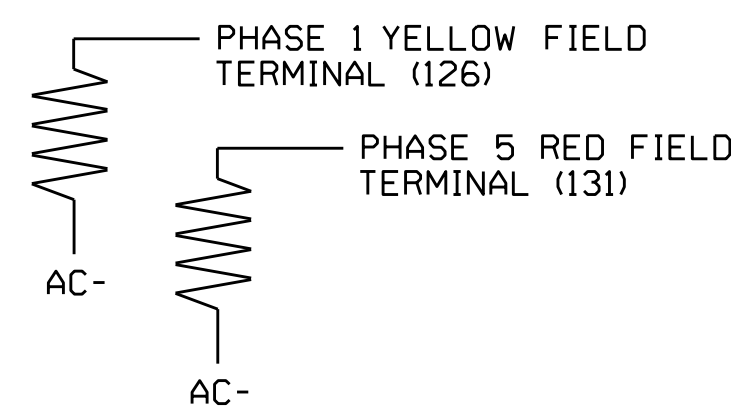 PHASE 1 YELLOW FIELD
TERMINAL (126)
PHASE 5 RED FIELD
TERMINAL (131)
AC-
AC-